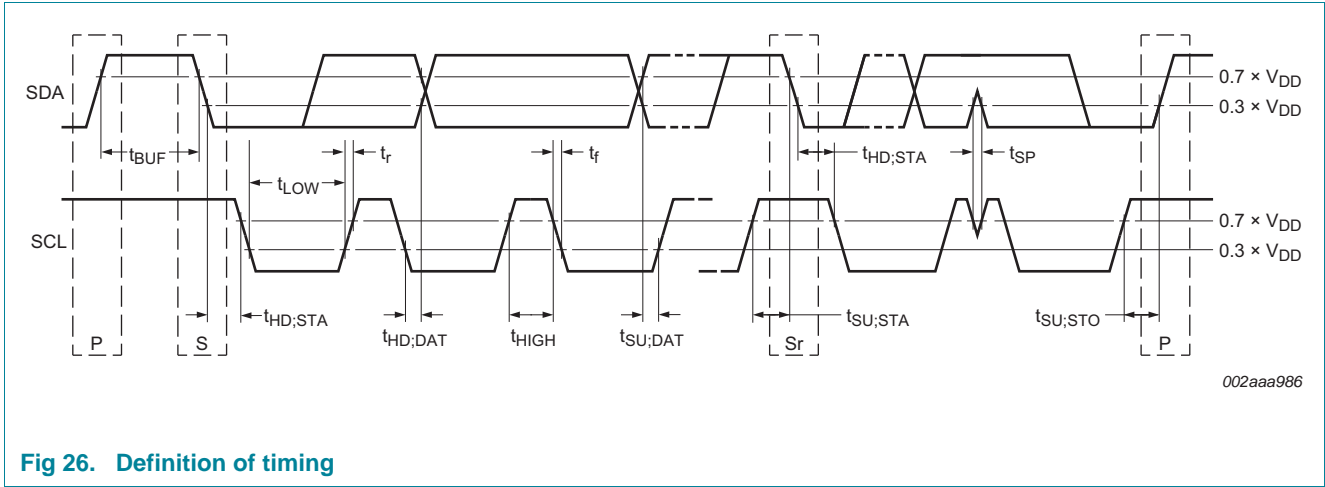 SDA
0.7 × VDD
0.3 × VDD
tBUF
tr
tf
tHD;STA
tSP
tLOW
SCL
0.7 × VDD
0.3 × VDD
tHD;STA
tHD;DAT
tHIGH
tSU;DAT
tSU;STA
tSU;STO
P
S
Sr
P
002aaa986
Fig 26. Definition of timing